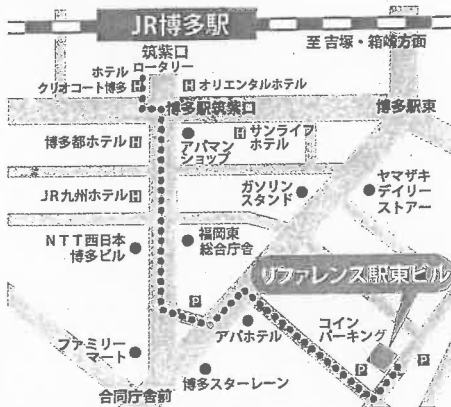 JR博多駅
筑紫口
ロータリー
至 吉塚・箱崎方面
ホテル
クリオコート博多 H
H オリエンタルホテル
博多駅筑紫口
博多駅東
博多都ホテル H
アパマン
ショップ
H サンライフ
ホテル
JR九州ホテル H
ガソリン
スタンド
ヤマザキ
デイリー
ストアー
NTT西日本
博多ビル
福岡東
総合庁舎
リファレンス駅東ビル
P
ファミリー
マート
アパホテル
コイン
パーキング
P
P
博多スターレーン
合同庁舎前